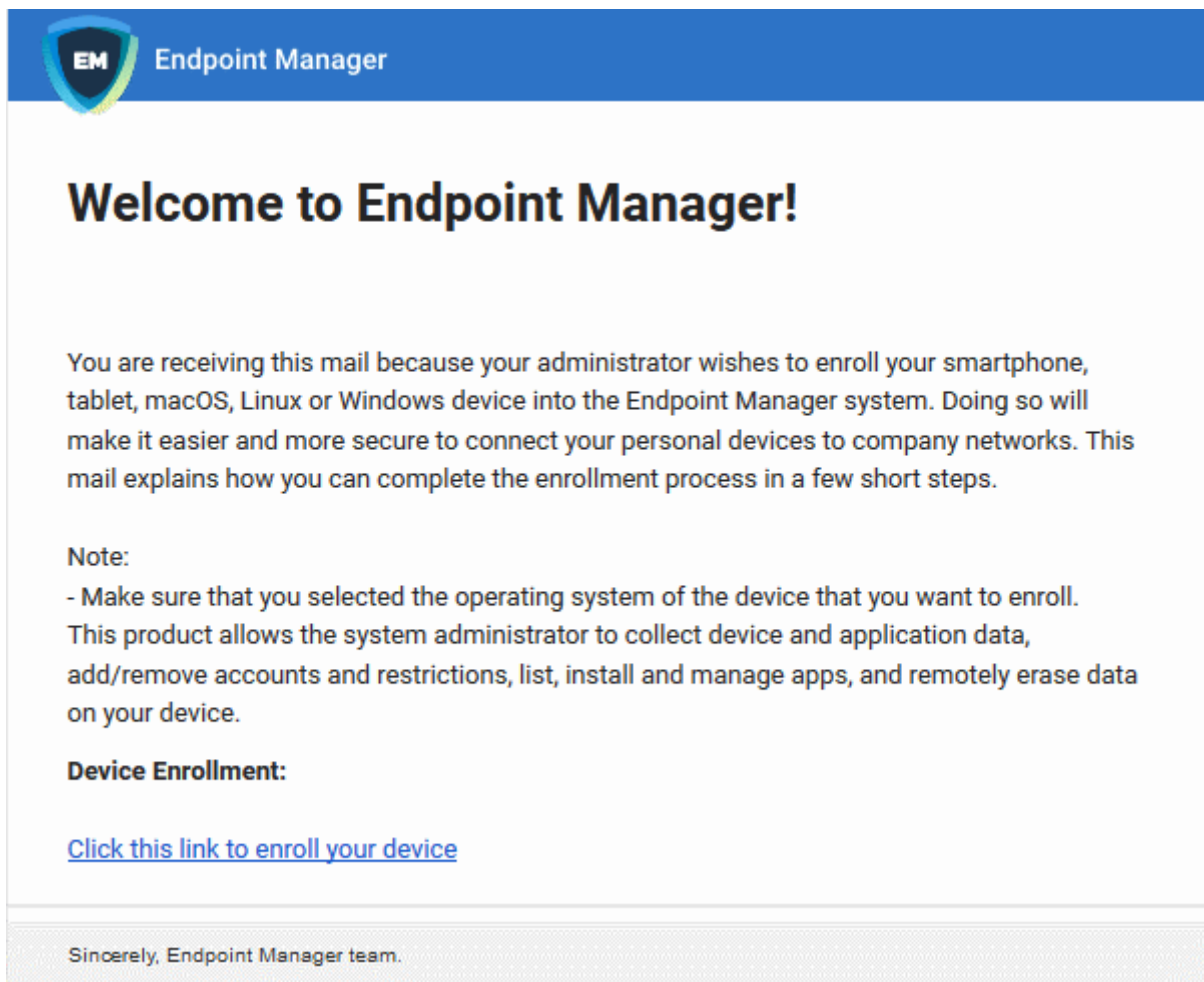 EM Endpoint Manager
Welcome to Endpoint Manager!
You are receiving this mail because your administrator wishes to enroll your smartphone,
tablet, macOS, Linux or Windows device into the Endpoint Manager system. Doing so will
make it easier and more secure to connect your personal devices to company networks. This
mail explains how you can complete the enrollment process in a few short steps.
Note:
- Make sure that you selected the operating system of the device that you want to enroll.
This product allows the system administrator to collect device and application data,
add/remove accounts and restrictions, list, install and manage apps, and remotely erase data
on your device.
Device Enrollment:
Click this link to enroll your device
Sincerely, Endpoint Manager team.